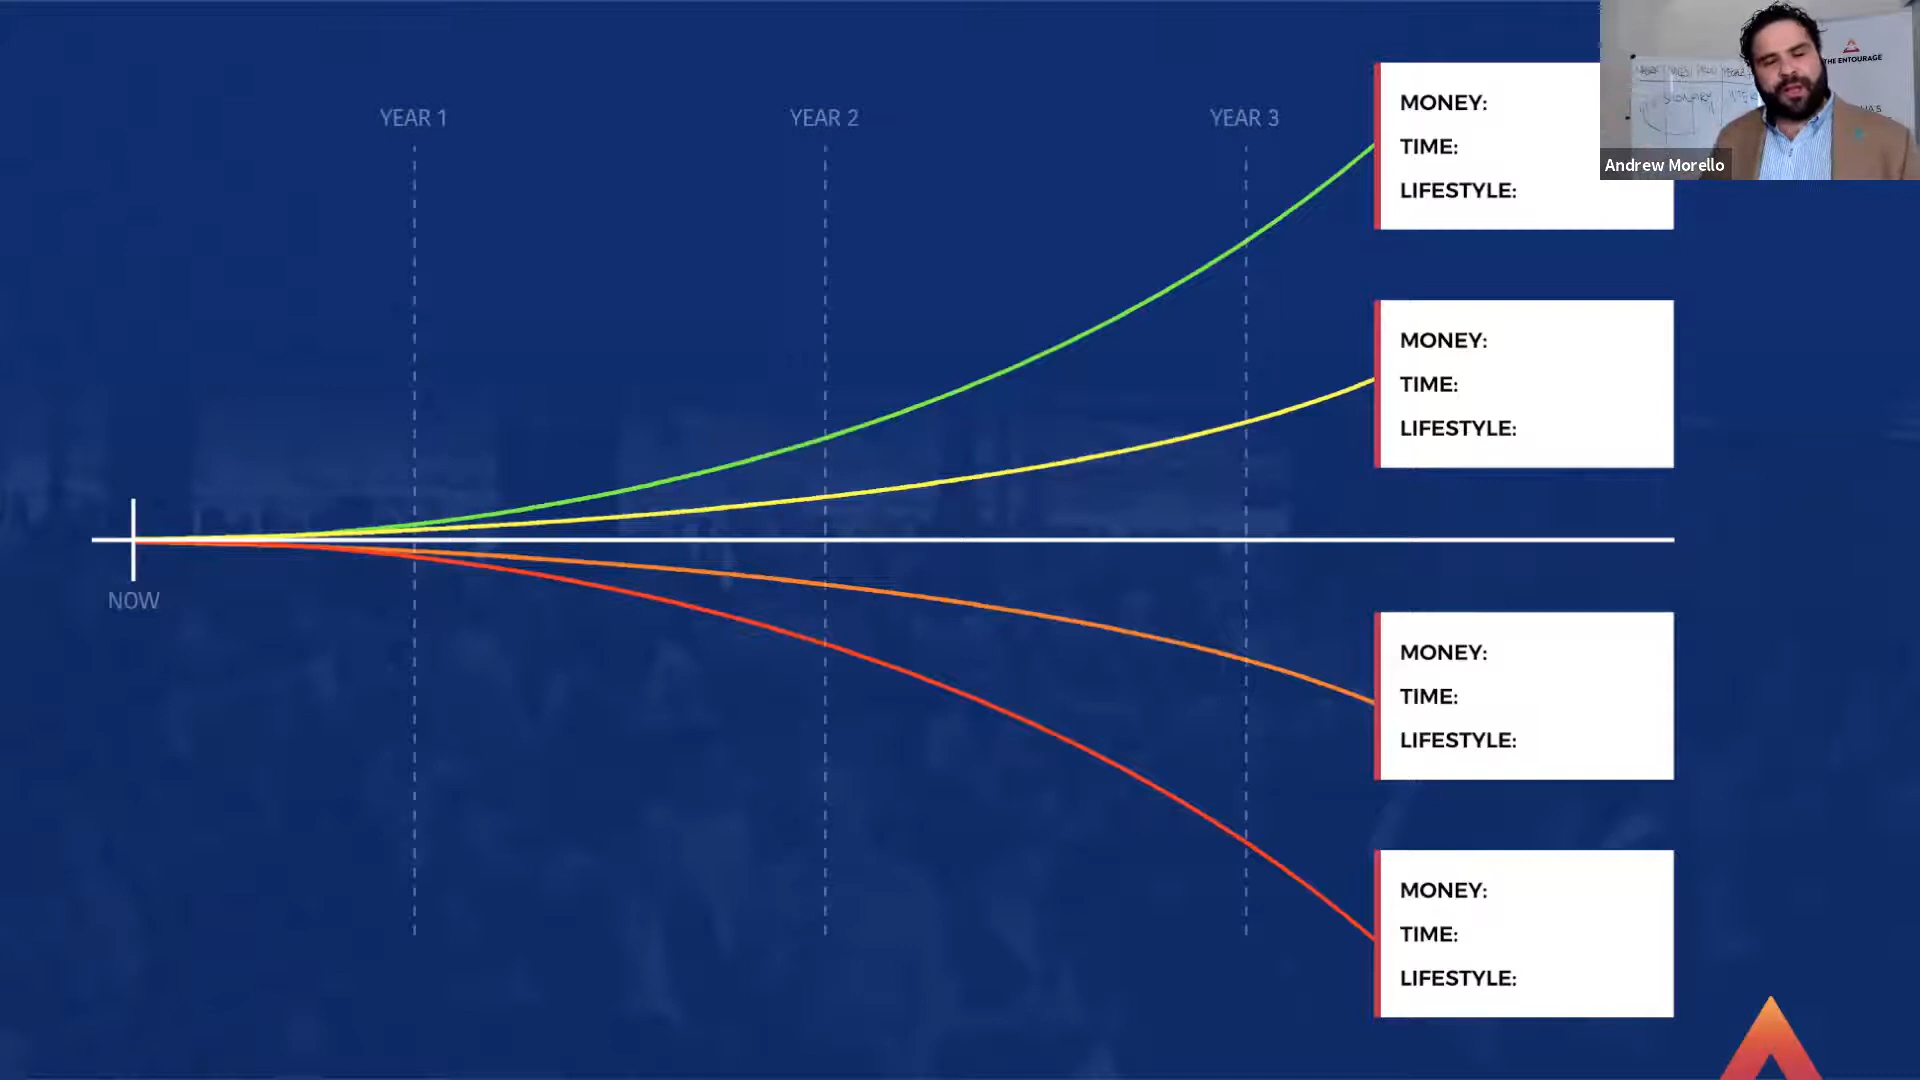 YEAR 1
YEAR 2
YEAR 3
MONEY:
TIME:
LIFESTYLE:
THE ENTOURAGE
Andrew Morello
MONEY:
TIME:
LIFESTYLE:
NOW
MONEY:
TIME:
LIFESTYLE:
MONEY:
TIME:
LIFESTYLE: